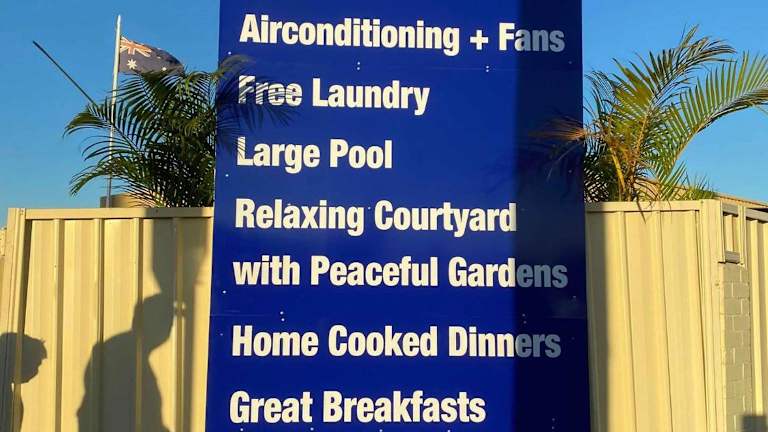 Airconditioning + Fans
Free Laundry
Large Pool
Relaxing Courtyard
with Peaceful Gardens
Home Cooked Dinners
Great Breakfasts